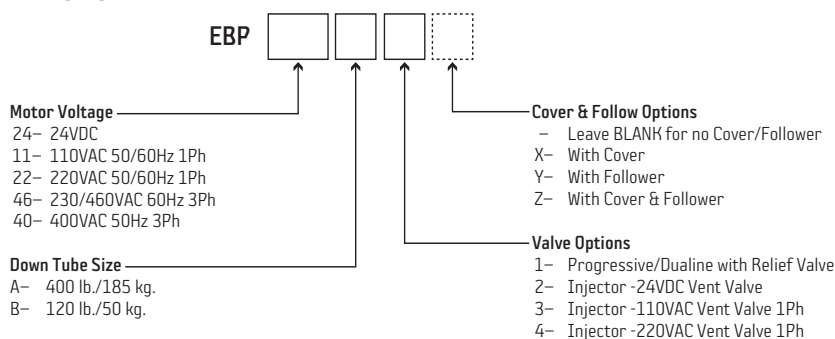 EBP
Motor Voltage
24– 24VDC
11– 110VAC 50/60Hz 1Ph
22– 220VAC 50/60Hz 1Ph
46– 230/460VAC 60Hz 3Ph
40– 400VAC 50Hz 3Ph
Down Tube Size
A– 400 lb./185 kg.
B– 120 lb./50 kg.
Cover & Follow Options
– Leave BLANK for no Cover/Follower
X– With Cover
Y– With Follower
Z– With Cover & Follower
Valve Options
1– Progressive/Dualine with Relief Valve
2– Injector -24VDC Vent Valve
3– Injector -110VAC Vent Valve 1Ph
4– Injector -220VAC Vent Valve 1Ph